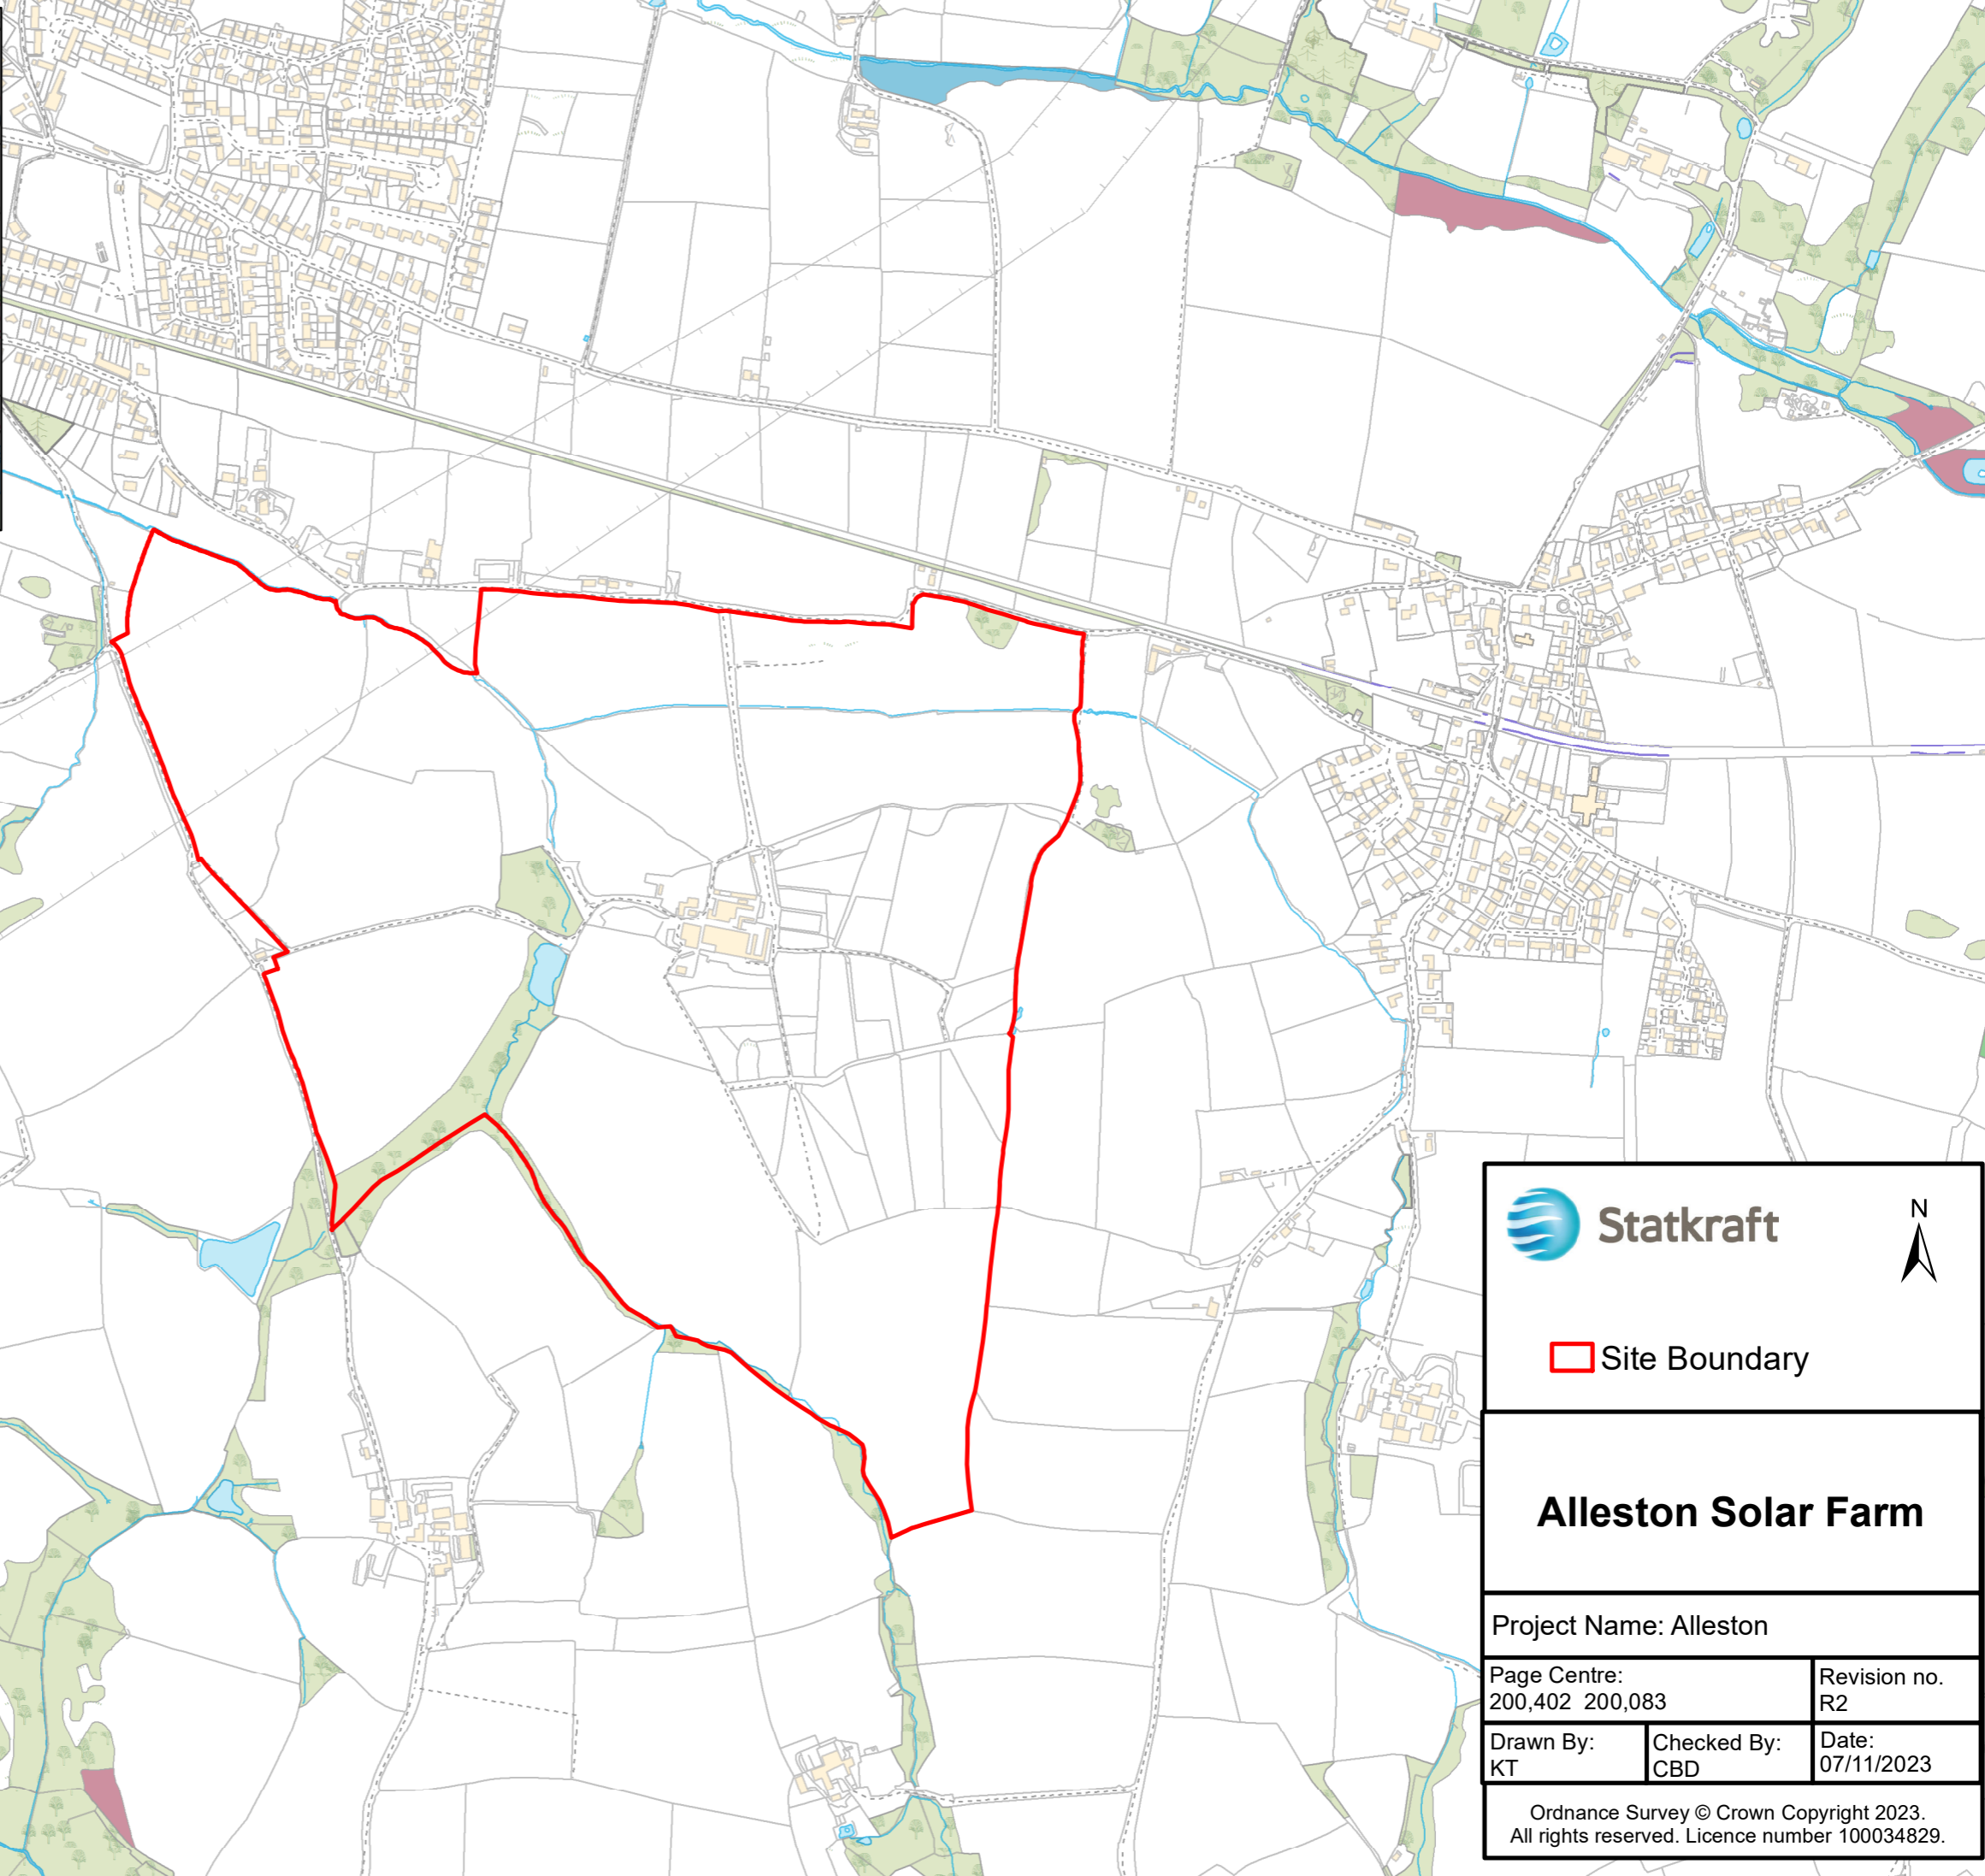 Statkraft
N
Site Boundary
Alleston Solar Farm
Project Name: Alleston
Page Centre:
200,402 200,083
Revision no.
R2
Drawn By:
KT
Checked By:
CBD
Date:
07/11/2023
Ordnance Survey © Crown Copyright 2023.
All rights reserved. Licence number 100034829.